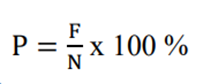 P = F/N x 100 %